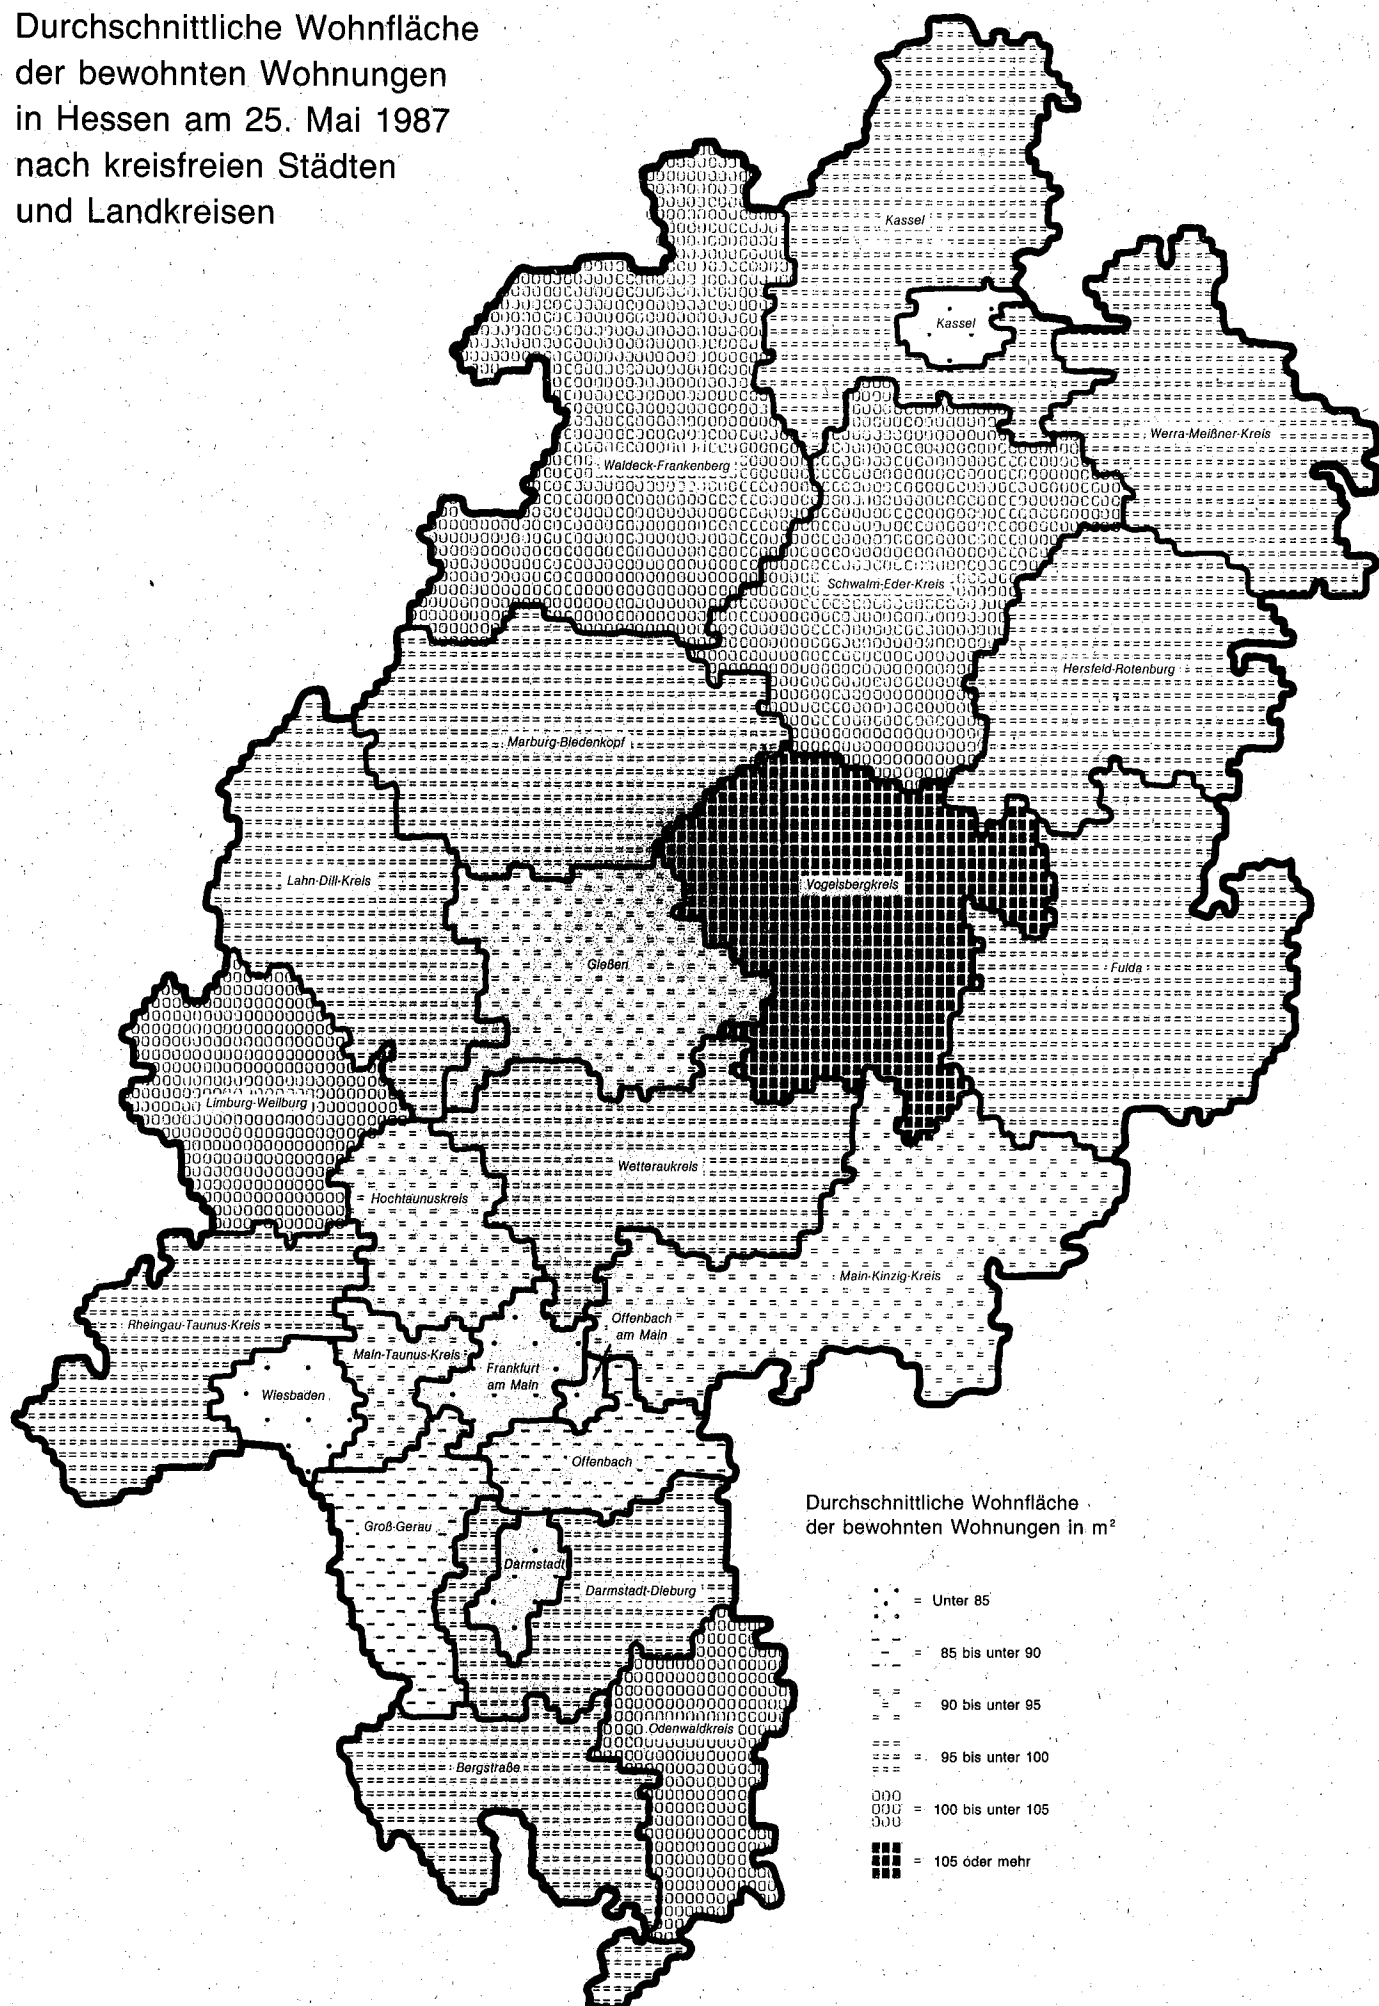 Durchschnittliche Wohnfläche
der bewohnten Wohnungen
in Hessen am 25. Mai 1987
nach kreisfreien Städten
und Landkreisen
Kassel
Kassel
Werra-Meißner-Kreis
Waldeck-Frankenberg
Schwalm-Eder-Kreis
Hersfeld-Rotenburg
Marburg-Biedenkopf
Lahn-Dill-Kreis
Vogelsbergkreis
Gießen
Fulda
Limburg-Weilburg
Wetteraukreis
Hochtaunuskreis
Main-Kinzig-Kreis
Rheingau-Taunus-Kreis
Offenbach
am Main
Main-Taunus-Kreis
Frankfurt
am Main
Wiesbaden
Offenbach
Groß-Gerau
Darmstadt
Darmstadt-Dieburg
Odenwaldkreis
Bergstraße
Durchschnittliche Wohnfläche
der bewohnten Wohnungen in m²
= Unter 85
= 85 bis unter 90
= 90 bis unter 95
= 95 bis unter 100
= 100 bis unter 105
= 105 oder mehr